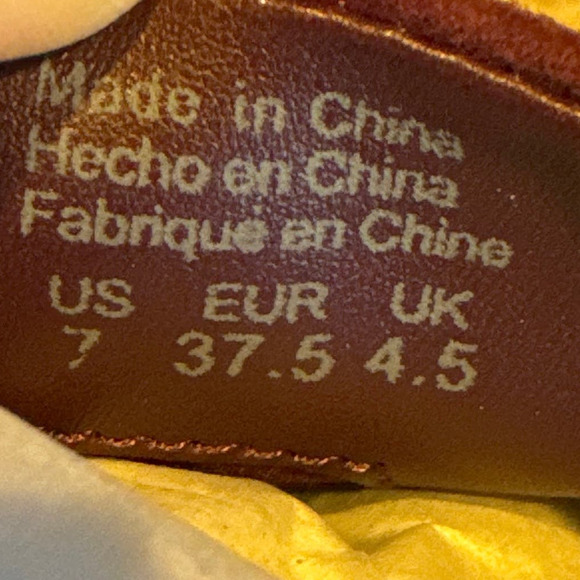 Made in China
Hecho en China
Fabriqué en Chine
US EUR UK
7 37.5 4.5